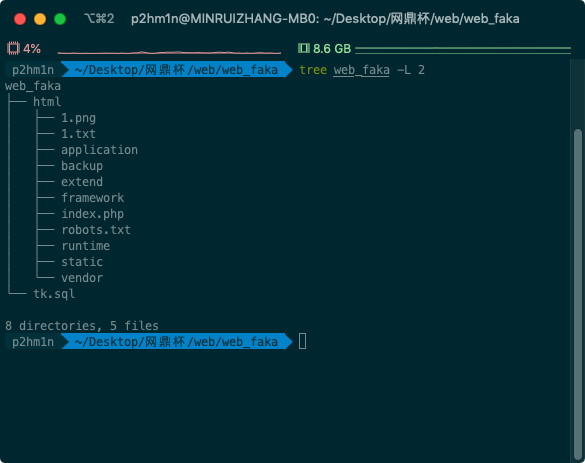 ⌥⌘2 p2hm1n@MINRUIZHANG-MB0: ~/Desktop/网鼎杯/web/web_faka
4% 8.6 GB
p2hm1n ~/Desktop/网鼎杯/web/web_faka tree web_faka -L 2
web_faka
├── html
│   ├── 1.png
│   ├── 1.txt
│   ├── application
│   ├── backup
│   ├── extend
│   ├── framework
│   ├── index.php
│   ├── robots.txt
│   ├── runtime
│   ├── static
│   └── vendor
└── tk.sql
8 directories, 5 files
p2hm1n ~/Desktop/网鼎杯/web/web_faka